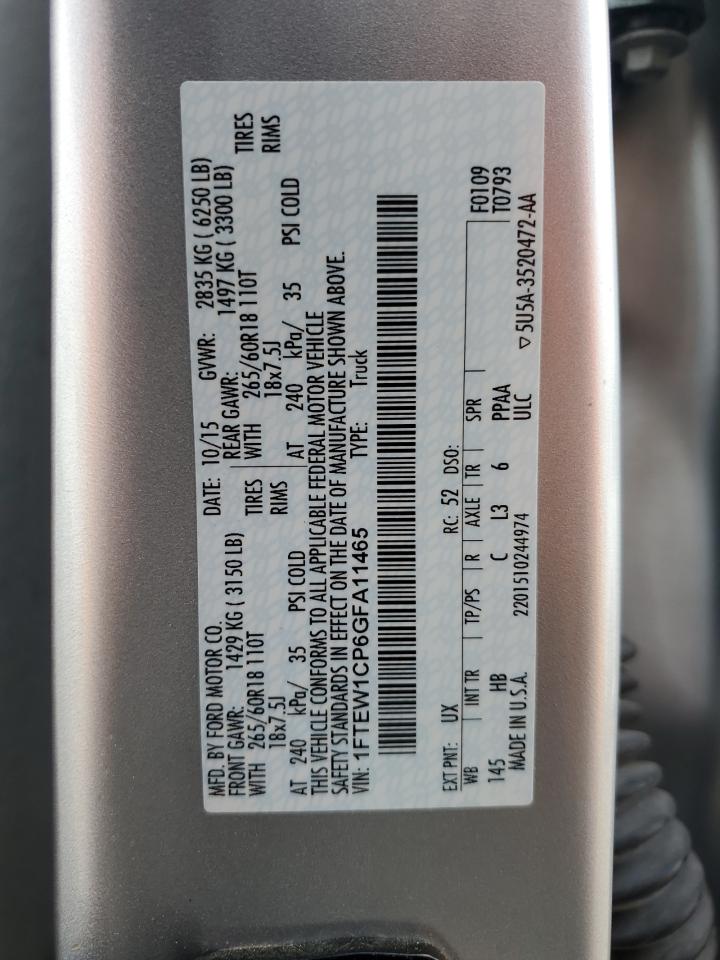 MFD. BY FORD MOTOR CO. DATE: 10/15 GVWR: 2835 KG ( 6250 LB)
FRONT GAWR: 1429 KG ( 3150 LB) REAR GAWR: 1497 KG ( 3300 LB)
WITH 265/60R18 110T TIRES WITH 265/60R18 110T TIRES
18x7.5J RIMS 18x7.5J RIMS
AT 240 kPa/ 35 PSI COLD AT 240 kPa/ 35 PSI COLD
THIS VEHICLE CONFORMS TO ALL APPLICABLE FEDERAL MOTOR VEHICLE
SAFETY STANDARDS IN EFFECT ON THE DATE OF MANUFACTURE SHOWN ABOVE.
VIN: 1FTEW1CP6GFA11465 TYPE: Truck
EXT PNT: UX RC: 52 DSO: F0109
WB INT TR TP/PS R AXLE TR SPR T0793
145 HB C L3 6 PPAA
MADE IN U.S.A. 2201510244974 ULC ▽5U5A-3520472-AA